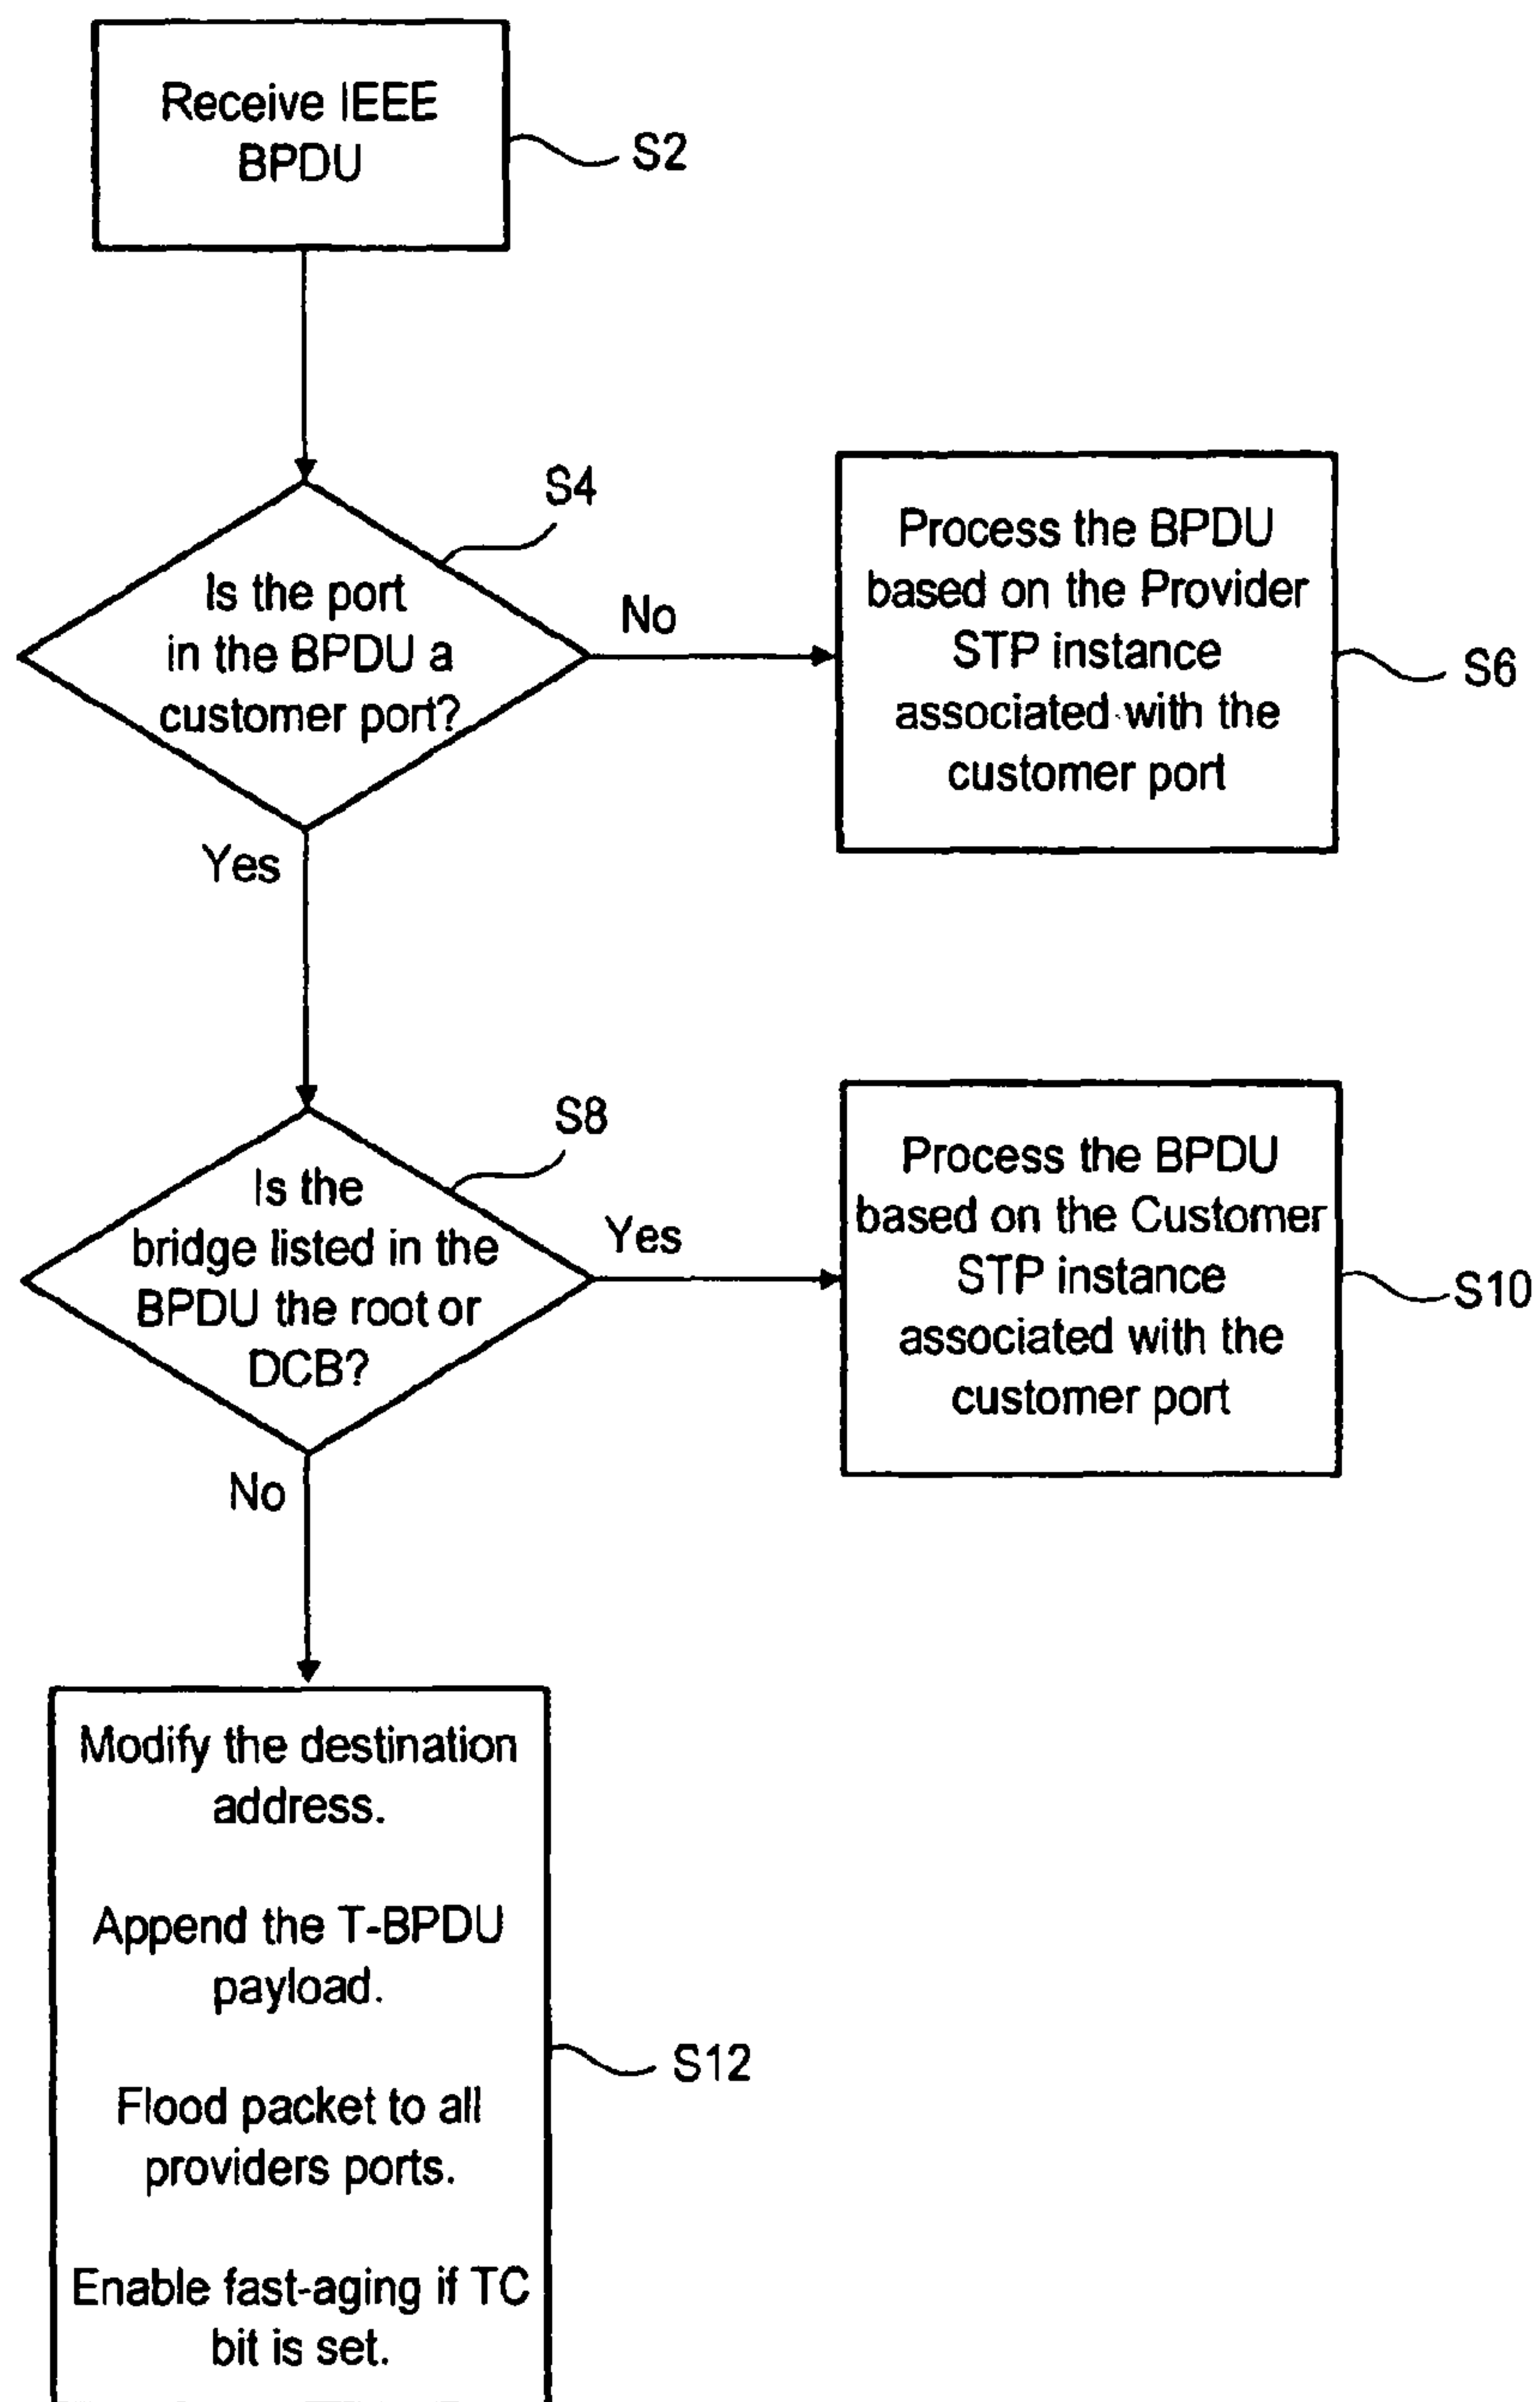 Receive IEEE
BPDU
S2
S4
Is the port
in the BPDU a
customer port?
No
Process the BPDU
based on the Provider
STP instance
associated with the
customer port
S6
Yes
S8
Is the
bridge listed in the
BPDU the root or
DCB?
Yes
Process the BPDU
based on the Customer
STP instance
associated with the
customer port
S10
No
Modify the destination
address.
Append the T-BPDU
payload.
Flood packet to all
providers ports.
Enable fast-aging if TC
bit is set.
S12